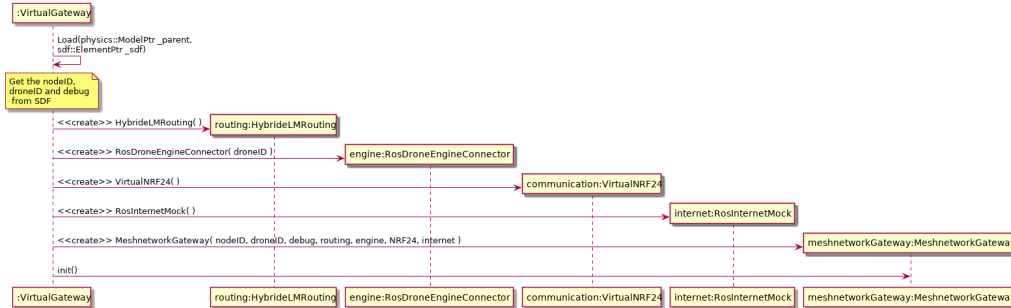 :VirtualGateway
Load(physics::ModelPtr _parent,
sdf::ElementPtr _sdf)
Get the nodeID,
droneID and debug
from SDF
<<create>> HybrideLMRouting( )
routing:HybrideLMRouting
<<create>> RosDroneEngineConnector( droneID )
engine:RosDroneEngineConnector
<<create>> VirtualNRF24( )
communication:VirtualNRF24
<<create>> RosInternetMock( )
internet:RosInternetMock
<<create>> MeshnetworkGateway( nodeID, droneID, debug, routing, engine, NRF24, internet )
meshnetworkGateway:MeshnetworkGateway
init()
:VirtualGateway
routing:HybrideLMRouting
engine:RosDroneEngineConnector
communication:VirtualNRF24
internet:RosInternetMock
meshnetworkGateway:MeshnetworkGateway